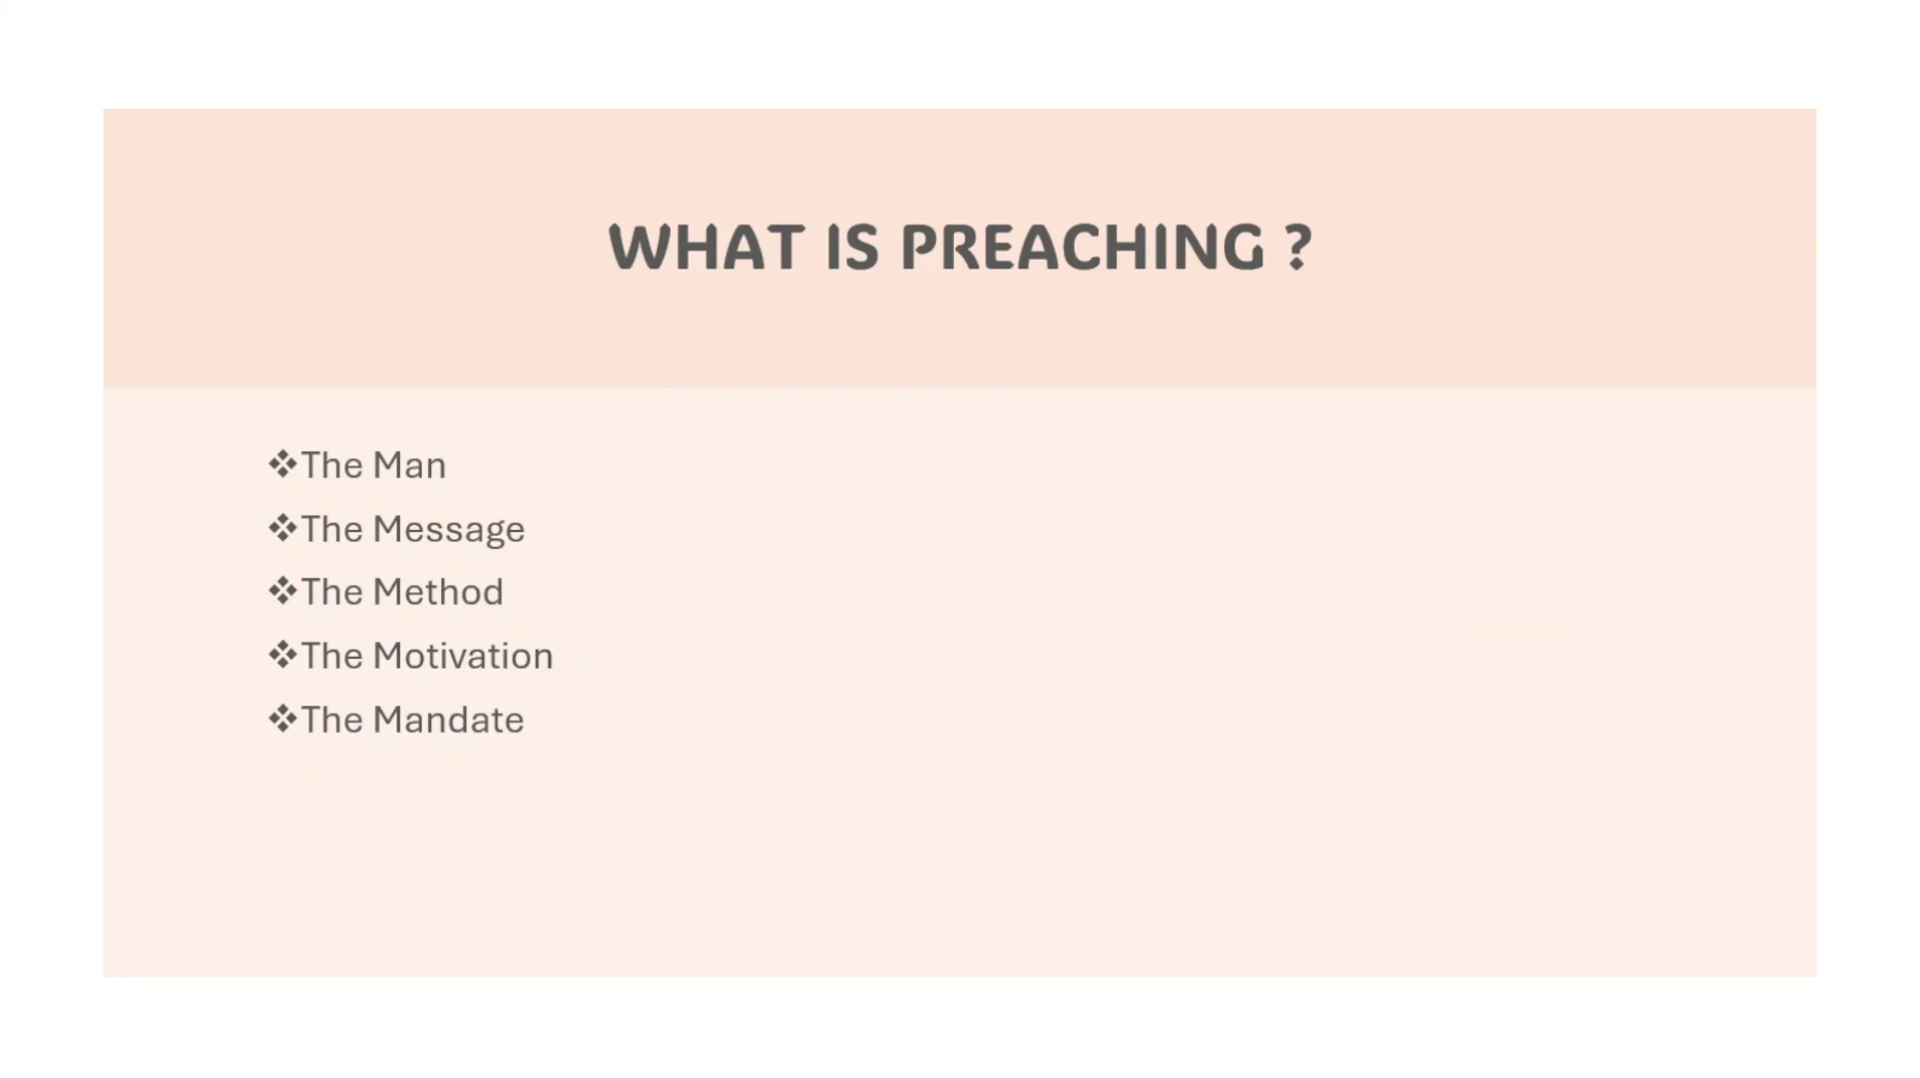 WHAT IS PREACHING ?
❖The Man
❖The Message
❖The Method
❖The Motivation
❖The Mandate